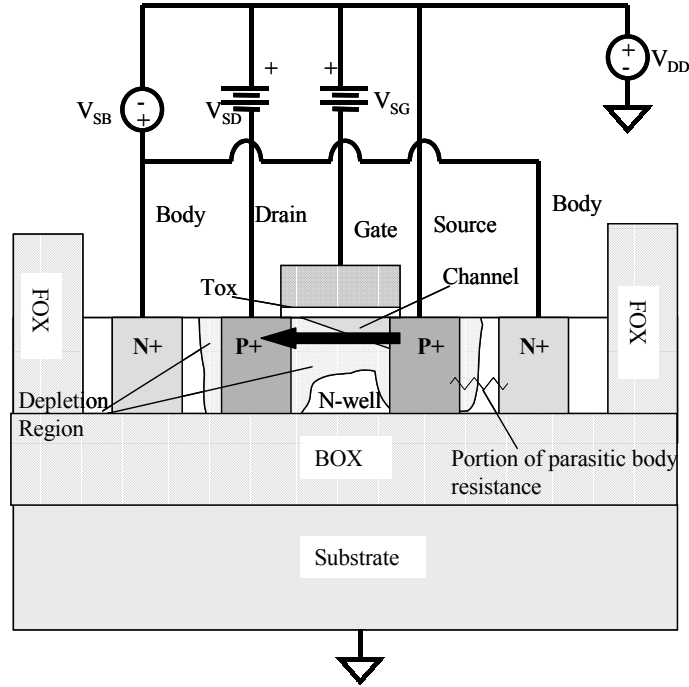 +
-
V_DD
+
+
-
+
V_SB
V_SD
V_SG
Body
Drain
Gate
Source
Body
Tox
Channel
FOX
FOX
N+
P+
P+
N+
Depletion
Region
N-well
BOX
Portion of parasitic body
resistance
Substrate